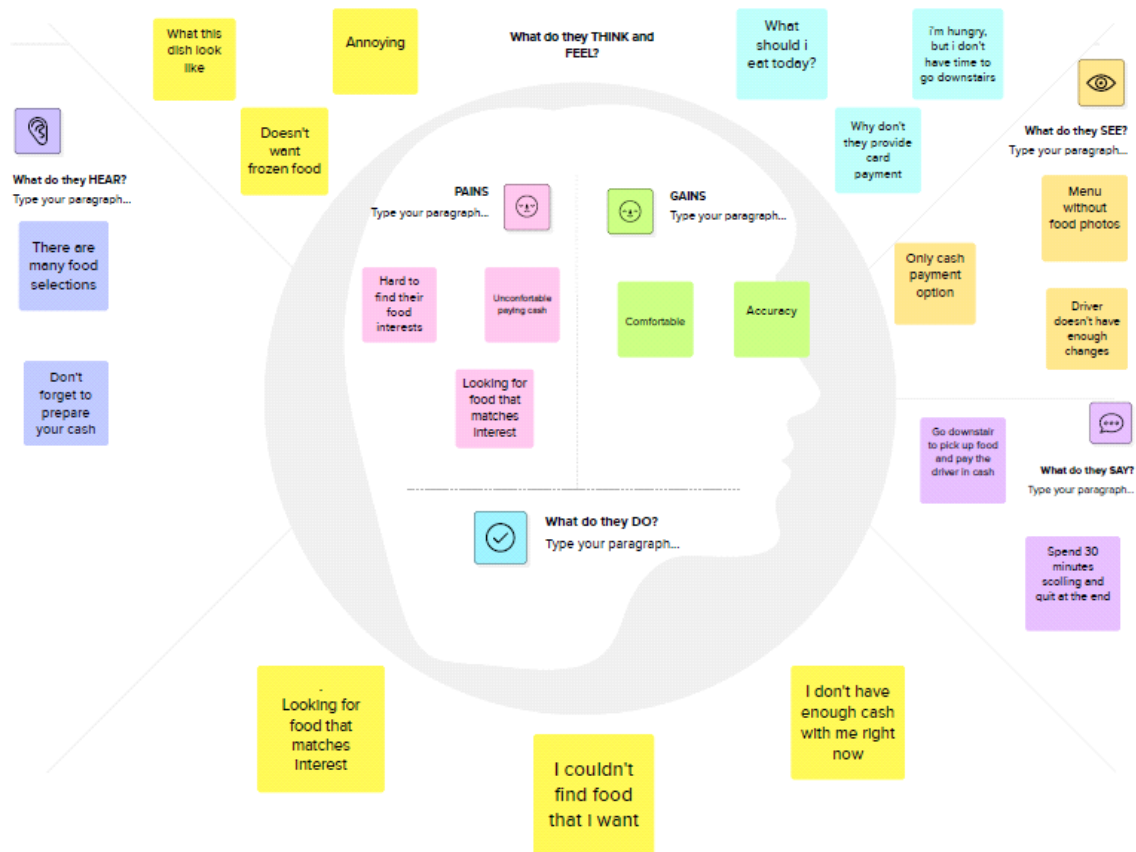 What this
dish look
like
Annoying
Doesn't
want
frozen food
What do they THINK and
FEEL?
What
should i
eat today?
i'm hungry,
but i don't
have time to
go downstairs
Why don't
they provide
card
payment
What do they HEAR?
Type your paragraph...
There are
many food
selections
Don't
forget to
prepare
your cash
PAINS
Type your paragraph...
Hard to
find their
food
interests
Unconfortable
paying cash
Looking for
food that
matches
interest
GAINS
Type your paragraph...
Comfortable
Accuracy
What do they SEE?
Type your paragraph...
Menu
without
food photos
Only cash
payment
option
Driver
doesn't have
enough
changes
What do they SAY?
Type your paragraph...
Go downstair
to pick up food
and pay the
driver in cash
Spend 30
minutes
scolling and
quit at the end
What do they DO?
Type your paragraph...
.
Looking for
food that
matches
interest
I couldn't
find food
that I want
I don't have
enough cash
with me right
now